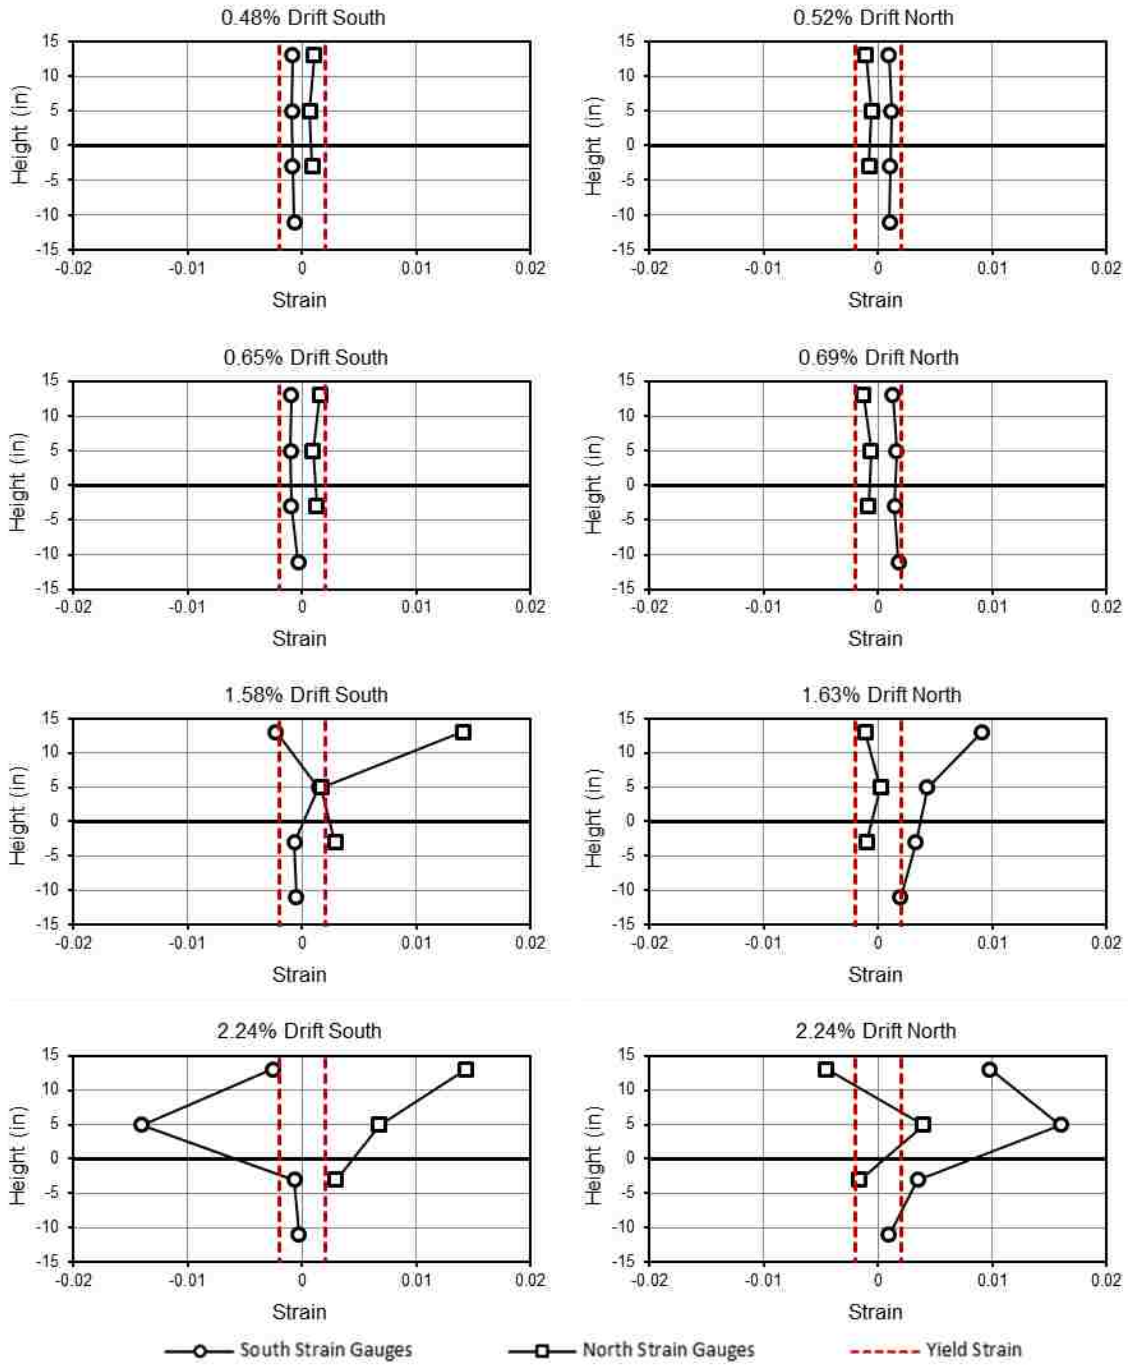 0.48% Drift South
15
10
5
0
-5
-10
-15
Height (in)
-0.02 -0.01 0 0.01 0.02
Strain
0.52% Drift North
15
10
5
0
-5
-10
-15
Height (in)
-0.02 -0.01 0 0.01 0.02
Strain
0.65% Drift South
15
10
5
0
-5
-10
-15
Height (in)
-0.02 -0.01 0 0.01 0.02
Strain
0.69% Drift North
15
10
5
0
-5
-10
-15
Height (in)
-0.02 -0.01 0 0.01 0.02
Strain
1.58% Drift South
15
10
5
0
-5
-10
-15
Height (in)
-0.02 -0.01 0 0.01 0.02
Strain
1.63% Drift North
15
10
5
0
-5
-10
-15
Height (in)
-0.02 -0.01 0 0.01 0.02
Strain
2.24% Drift South
15
10
5
0
-5
-10
-15
Height (in)
-0.02 -0.01 0 0.01 0.02
Strain
2.24% Drift North
15
10
5
0
-5
-10
-15
Height (in)
-0.02 -0.01 0 0.01 0.02
Strain
South Strain Gauges North Strain Gauges Yield Strain